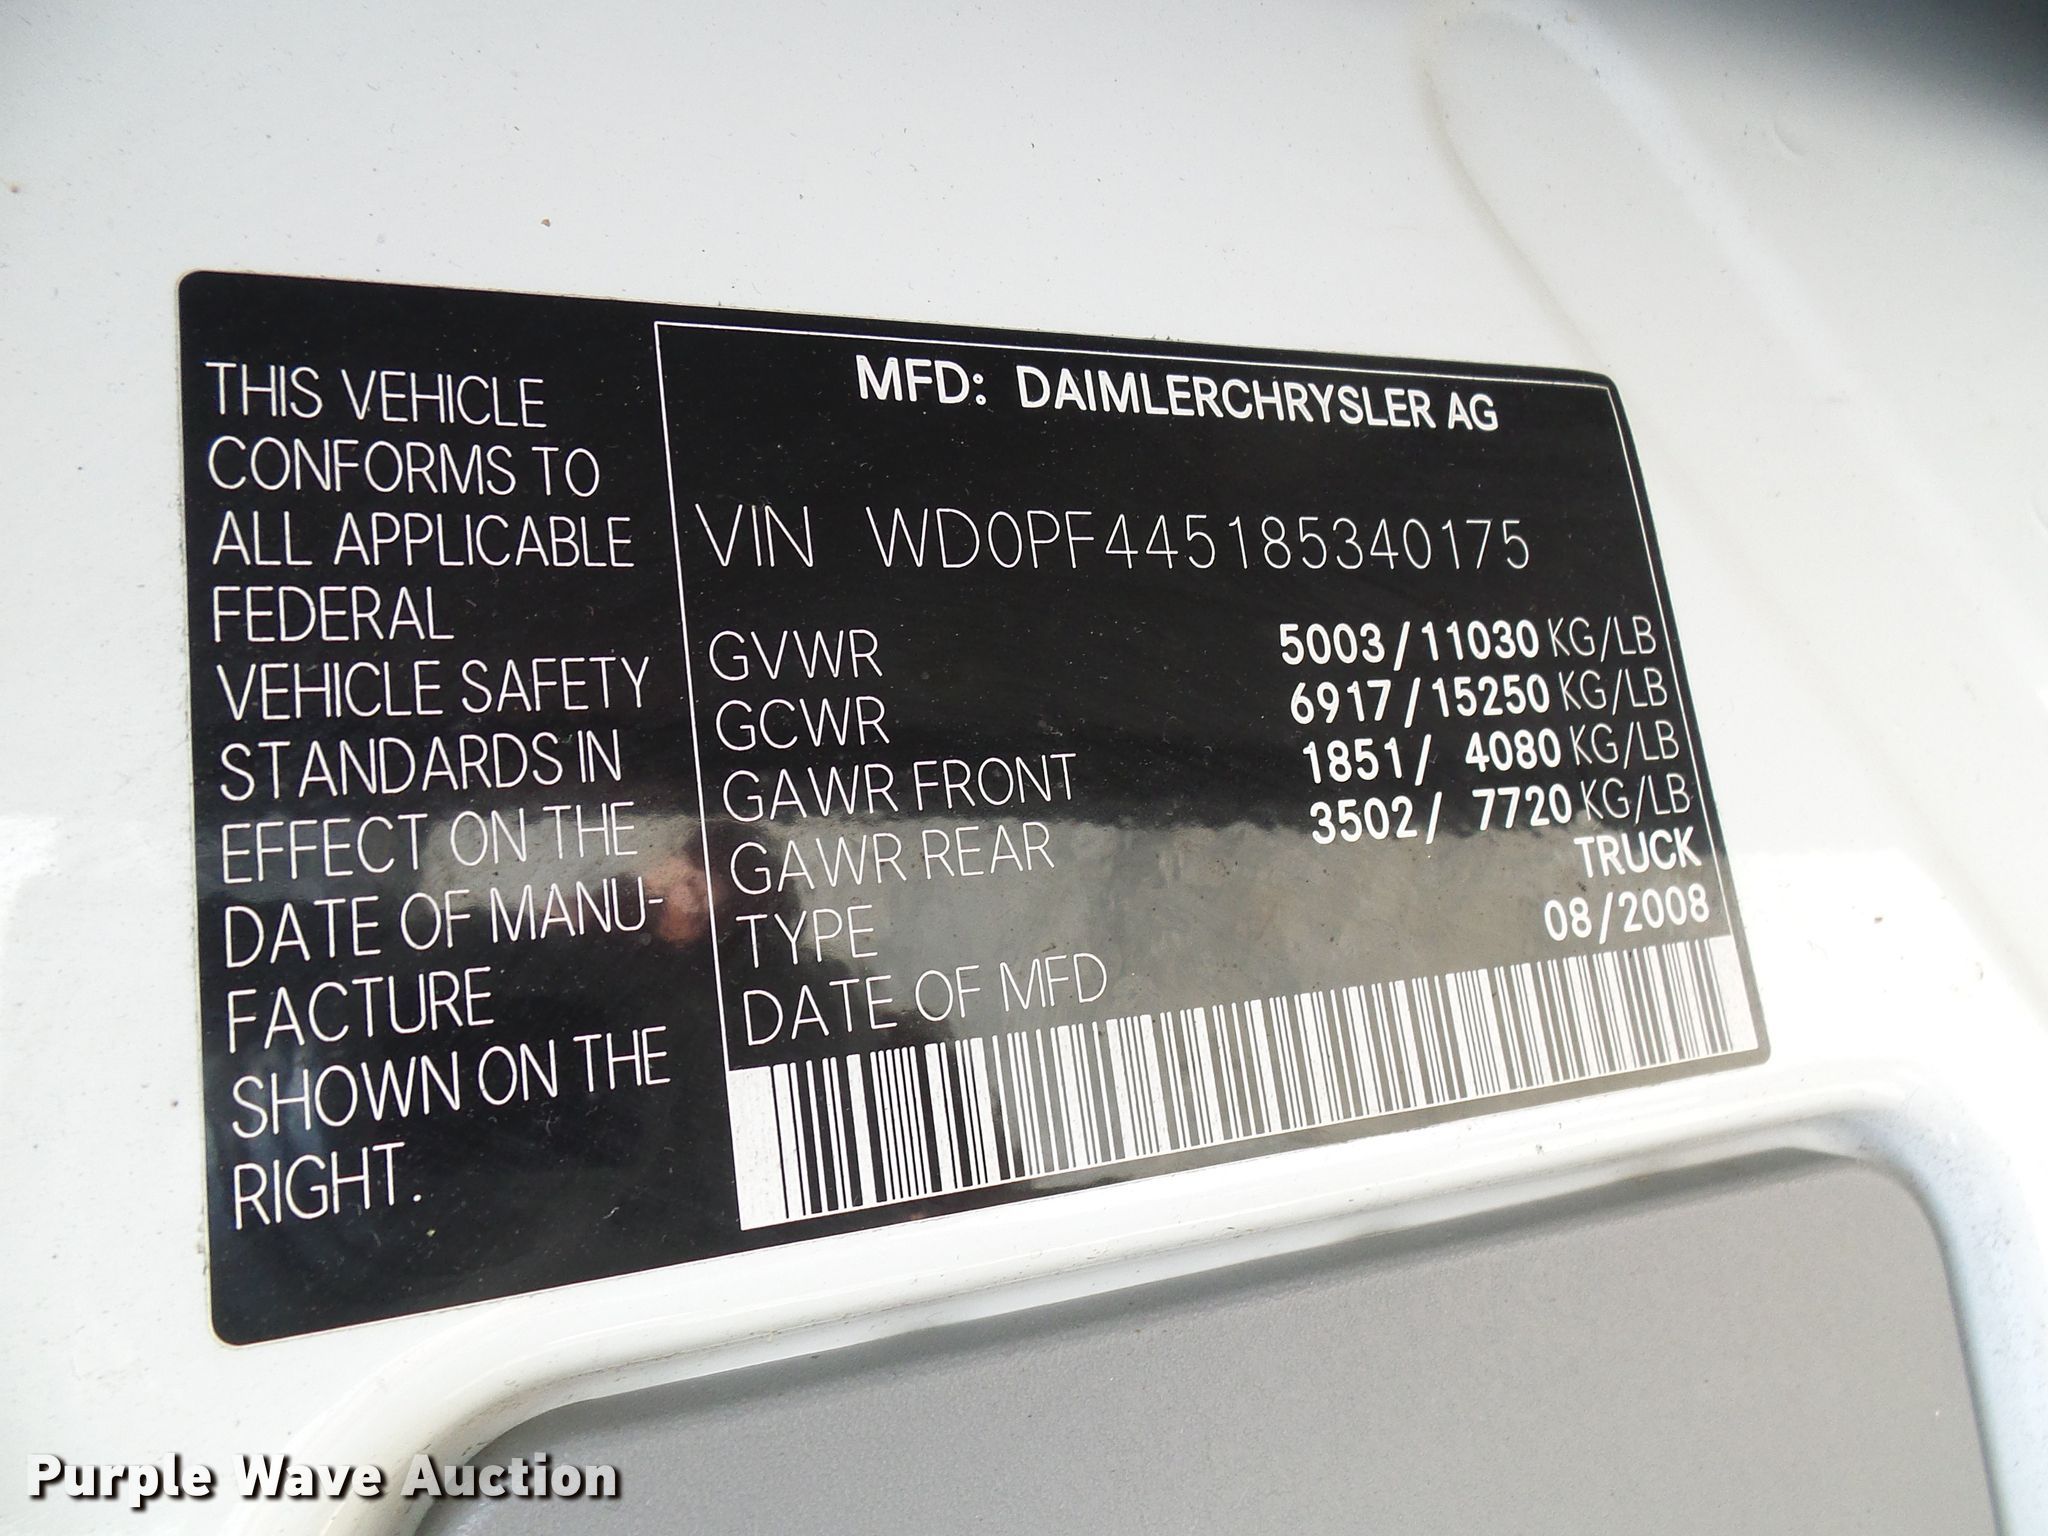 THIS VEHICLE
CONFORMS TO
ALL APPLICABLE
FEDERAL
VEHICLE SAFETY
STANDARDS IN
EFFECT ON THE
DATE OF MANU-
FACTURE
SHOWN ON THE
RIGHT.
MFD: DAIMLERCHRYSLER AG
VIN WD0PF445185340175
GVWR 5003/11030 KG/LB
GCWR 6917/15250 KG/LB
GAWR FRONT 1851/ 4080 KG/LB
GAWR REAR 3502/ 7720 KG/LB
TYPE TRUCK
DATE OF MFD 08/2008
Purple Wave Auction